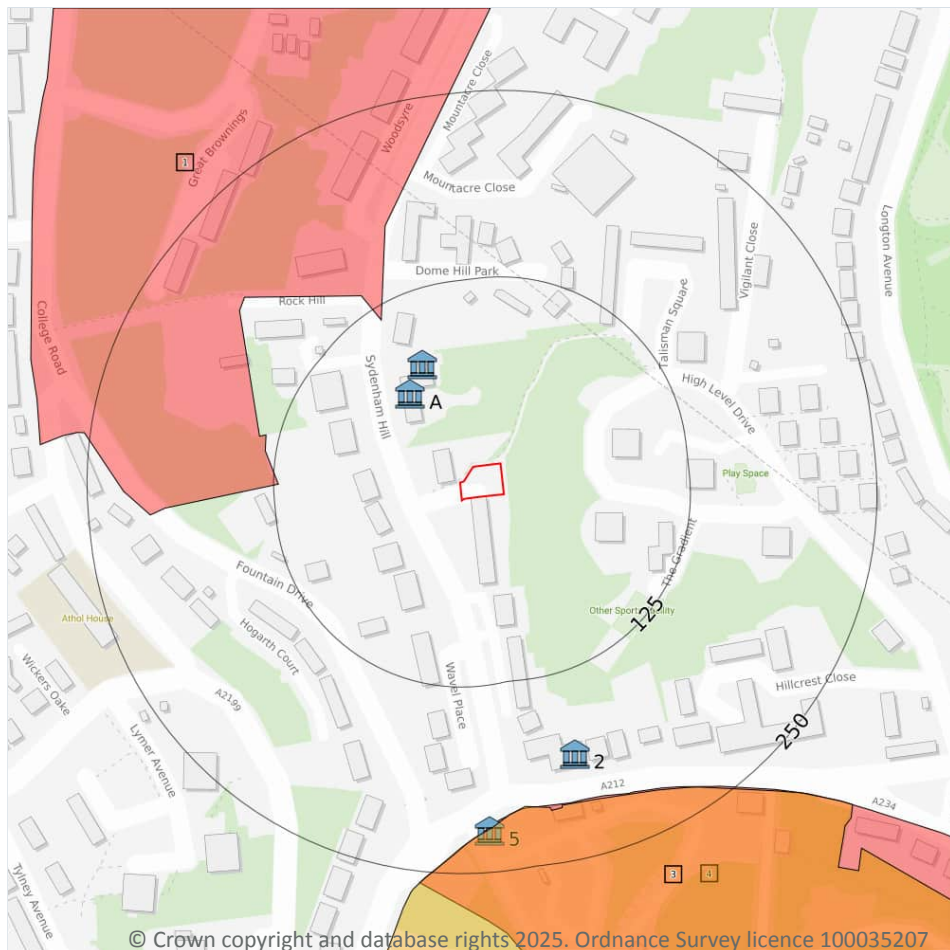 Mountacre Close
Woodsyre
Great Brownings
1
Mountacre Close
Longton Avenue
Vigilant Close
Dome Hill Park
Talisman Square
Rock Hill
College Road
Sydenham Hill
High Level Drive
A
Play Space
The Gradient
Fountain Drive
125
Other Sports Facility
Athol House
Hogarth Court
Wickers Oake
A2199
Wavel Place
Hillcrest Close
250
Lymer Avenue
2
A212
A234
5
3
4
Tylney Avenue
© Crown copyright and database rights 2025. Ordnance Survey licence 100035207